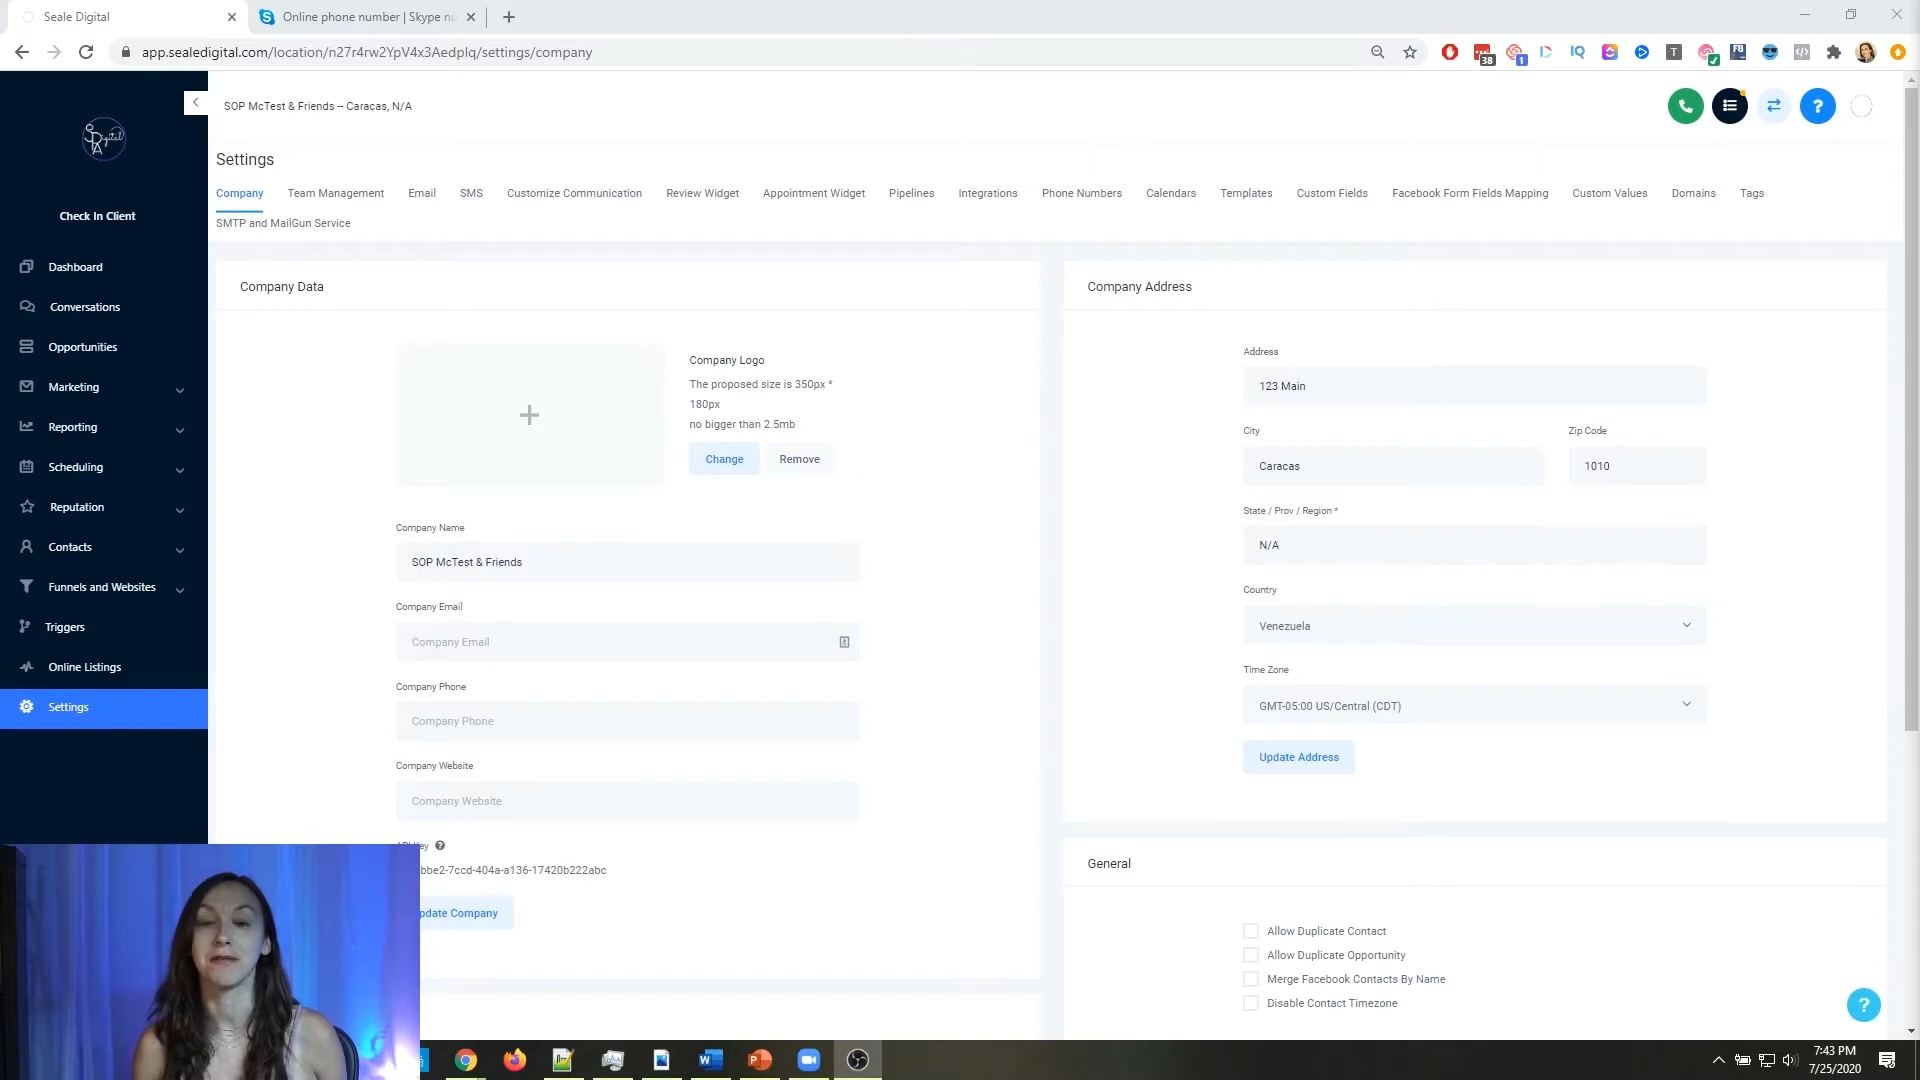 Seale Digital
Online phone number | Skype nu
app.sealedigital.com/location/n27r4rw2YpV4x3Aedplq/settings/company
38
1
IQ
T
FB
SOP McTest & Friends -- Caracas, N/A
Settings
Company Team Management Email SMS Customize Communication Review Widget Appointment Widget Pipelines Integrations Phone Numbers Calendars Templates Custom Fields Facebook Form Fields Mapping Custom Values Domains Tags
SMTP and MailGun Service
Check In Client
Dashboard
Conversations
Opportunities
Marketing
Reporting
Scheduling
Reputation
Contacts
Funnels and Websites
Triggers
Online Listings
Settings
Company Data
Company Logo
The proposed size is 350px *
180px
no bigger than 2.5mb
Change Remove
Company Name
SOP McTest & Friends
Company Email
Company Email
Company Phone
Company Phone
Company Website
Company Website
bbe2-7ccd-404a-a136-17420b222abc
pdate Company
Company Address
Address
123 Main
City Zip Code
Caracas 1010
State / Prov / Region *
N/A
Country
Venezuela
Time Zone
GMT-05:00 US/Central (CDT)
Update Address
General
Allow Duplicate Contact
Allow Duplicate Opportunity
Merge Facebook Contacts By Name
Disable Contact Timezone
7:43 PM
7/25/2020